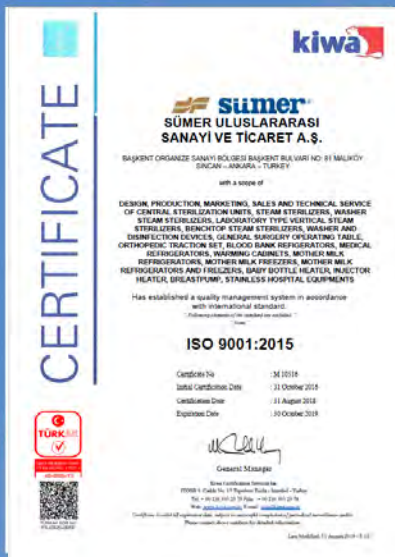 kiwa
CERTIFICATE
sümer
SÜMER ULUSLARARASI
SANAYİ VE TİCARET A.Ş.
BAŞKENT ORGANİZE SANAYİ BÖLGESİ BAŞKENT BULVARI NO: 81 MALIKÖY
SİNCAN – ANKARA – TURKEY
with a scope of
DESIGN, PRODUCTION, MARKETING, SALES AND TECHNICAL SERVICE
OF CENTRAL STERILIZATION UNITS, STEAM STERILIZERS, WASHER
STEAM STERILIZERS, LABORATORY TYPE VERTICAL STEAM
STERILIZERS, BENCHTOP STEAM STERILIZERS, WASHER AND
DISINFECTION DEVICES, GENERAL SURGERY OPERATING TABLE,
ORTHOPEDIC TRACTION SET, BLOOD BANK REFIGERATORS, MEDICAL
REFRIGERATORS, WARMING CABINETS, MOTHER MILK
REFRIGERATORS, MOTHER MILK FREEZERS, MOTHER MILK
REFRIGERATORS AND FREEZERS, BABY BOTTLE HEATER, INJECTOR
HEATER, BREASTPUMP, STAINLESS HOSPITAL EQUIPMENTS
Has established a quality management system in accordance
with international standard.
ISO 9001:2015
Certificate No : M 10516
Initial Certification Date : 31 October 2016
Certification Date : 31 August 2018
Expiration Date : 30 October 2019
General Manager
TÜRKAK